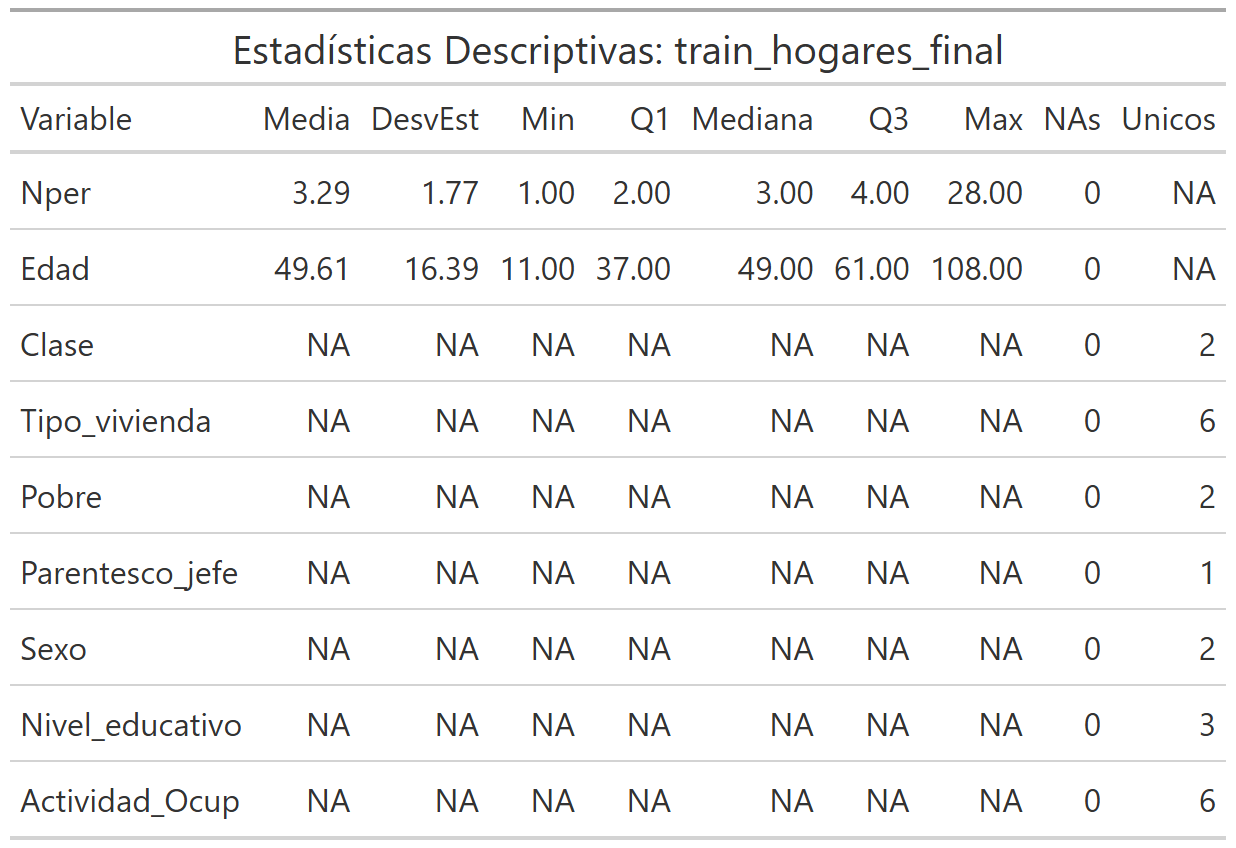 Estadísticas Descriptivas: train_hogares_final
Variable Media DesvEst Min Q1 Mediana Q3 Max NAs Unicos
Nper 3.29 1.77 1.00 2.00 3.00 4.00 28.00 0 NA
Edad 49.61 16.39 11.00 37.00 49.00 61.00 108.00 0 NA
Clase NA NA NA NA NA NA NA 0 2
Tipo_vivienda NA NA NA NA NA NA NA 0 6
Pobre NA NA NA NA NA NA NA 0 2
Parentesco_jefe NA NA NA NA NA NA NA 0 1
Sexo NA NA NA NA NA NA NA 0 2
Nivel_educativo NA NA NA NA NA NA NA 0 3
Actividad_Ocup NA NA NA NA NA NA NA 0 6